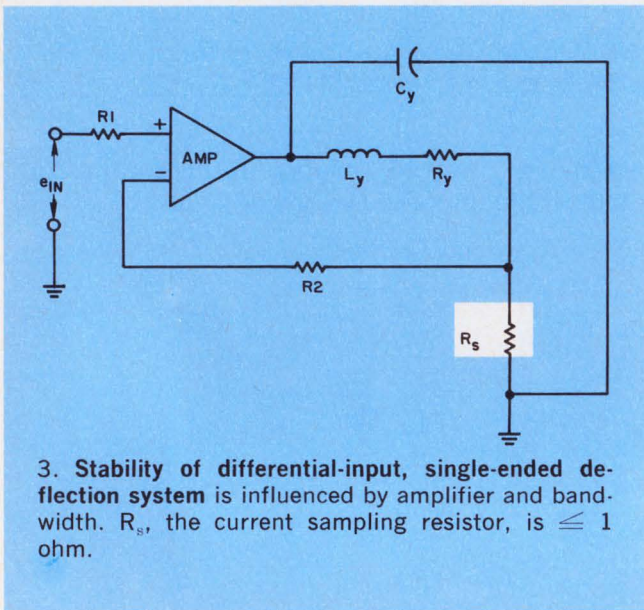 Cy
R1
+
AMP
−
eIN
Ly
Ry
R2
Rs
3. Stability of differential-input, single-ended de-
flection system is influenced by amplifier and band-
width. Rs, the current sampling resistor, is ≦ 1
ohm.